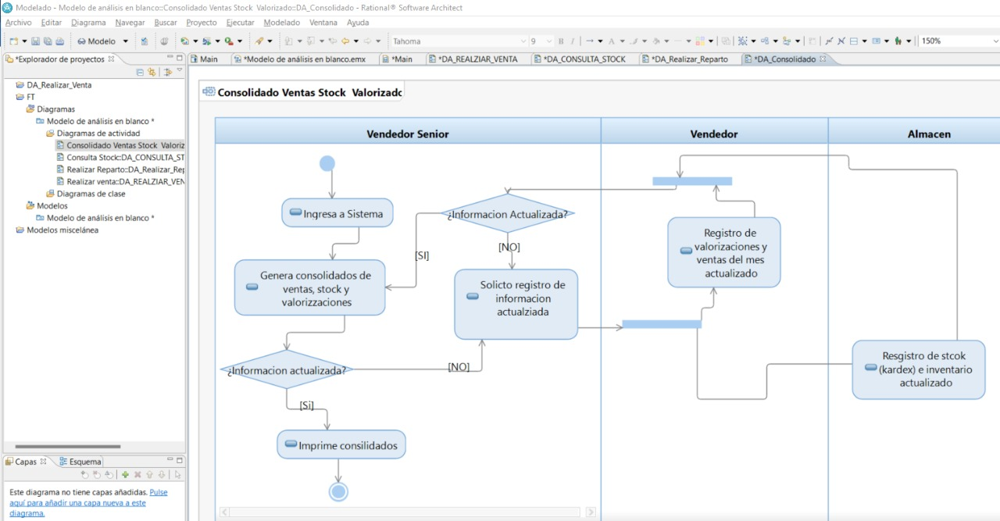 Modelado - Modelo de análisis en blanco::Consolidado Ventas Stock Valorizado::DA_Consolidado - Rational® Software Architect
Archivo Editar Diagrama Navegar Buscar Proyecto Ejecutar Modelado Ventana Ayuda
Modelo Tahoma 9 B I A 150%
*Explorador de proyectos
Main *Modelo de análisis en blanco.emx *Main *DA_REALZIAR_VENTA *DA_CONSULTA_STOCK *DA_Realizar_Reparto *DA_Consolidado
DA_Realizar_Venta
FT
Diagramas
Modelo de análisis en blanco *
Diagramas de actividad
Consolidado Ventas Stock Valoriz
Consulta Stock::DA_CONSULTA_ST
Realizar Reparto::DA_Realizar_Rep
Realizar venta::DA_REALZIAR_VEN
Diagramas de clase
Modelos
Modelo de análisis en blanco *
Modelos miscelánea
Capas Esquema
Este diagrama no tiene capas añadidas. Pulse
aquí para añadir una capa nueva a este
diagrama.
Consolidado Ventas Stock Valorizado
Vendedor Senior
Vendedor
Almacen
Ingresa a Sistema
¿Informacion Actualizada?
[SI]
[NO]
Genera consolidados de
ventas, stock y
valorizzaciones
Solicto registro de
informacion
actualziada
Registro de
valorizaciones y
ventas del mes
actualizado
¿Informacion actualizada?
[NO]
[Si]
Resgistro de stcok
(kardex) e inventario
actualizado
Imprime consilidados